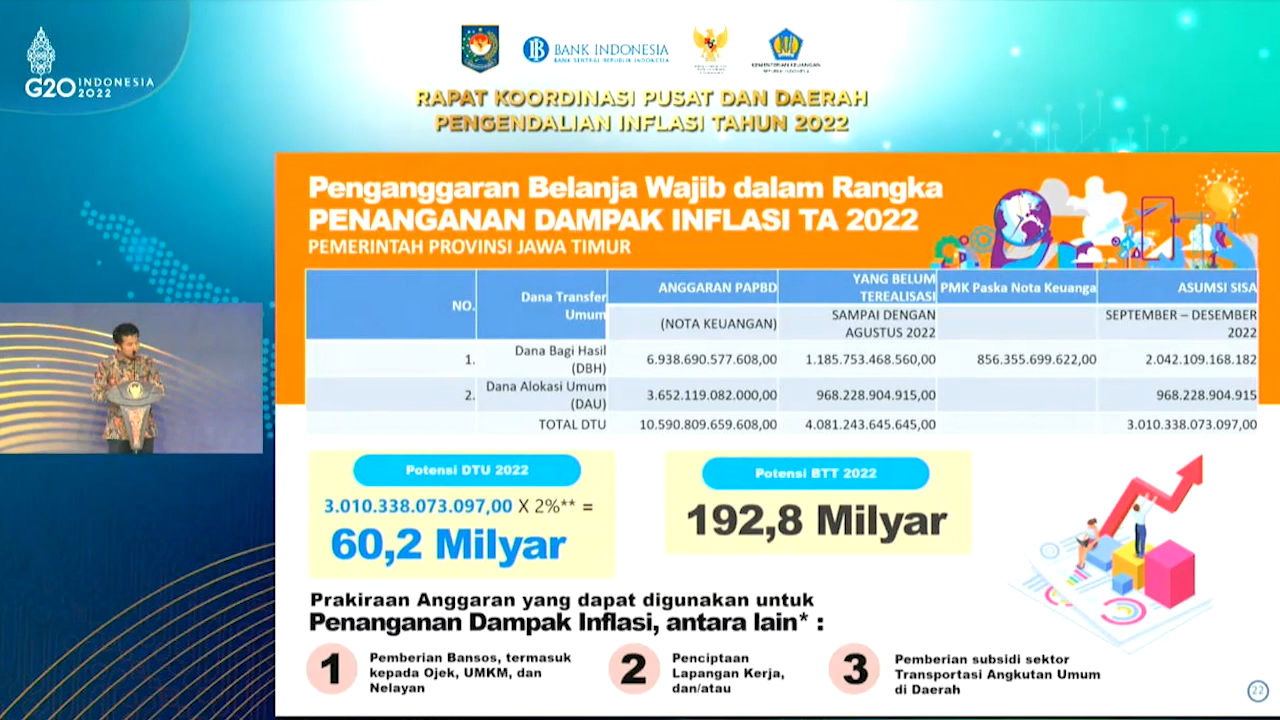 G20 INDONESIA
2022
BANK INDONESIA
BANK SENTRAL REPUBLIK INDONESIA
KEMENTERIAN KEUANGAN
REPUBLIK INDONESIA
RAPAT KOORDINASI PUSAT DAN DAERAH
PENGENDALIAN INFLASI TAHUN 2022
Penganggaran Belanja Wajib dalam Rangka
PENANGANAN DAMPAK INFLASI TA 2022
PEMERINTAH PROVINSI JAWA TIMUR
NO. Dana Transfer Umum ANGGARAN PAPBD YANG BELUM TEREALISASI PMK Paska Nota Keuanga ASUMSI SISA
(NOTA KEUANGAN) SAMPAI DENGAN AGUSTUS 2022 SEPTEMBER – DESEMBER 2022
1. Dana Bagi Hasil (DBH) 6.938.690.577.608,00 1.185.753.468.560,00 856.355.699.622,00 2.042.109.168.182
2. Dana Alokasi Umum (DAU) 3.652.119.082.000,00 968.228.904.915,00 968.228.904.915
TOTAL DTU 10.590.809.659.608,00 4.081.243.645.645,00 3.010.338.073.097,00
Potensi DTU 2022
3.010.338.073.097,00 X 2%** =
60,2 Milyar
Potensi BTT 2022
192,8 Milyar
Prakiraan Anggaran yang dapat digunakan untuk
Penanganan Dampak Inflasi, antara lain* :
1
Pemberian Bansos, termasuk
kepada Ojek, UMKM, dan
Nelayan
2
Penciptaan
Lapangan Kerja,
dan/atau
3
Pemberian subsidi sektor
Transportasi Angkutan Umum
di Daerah
22